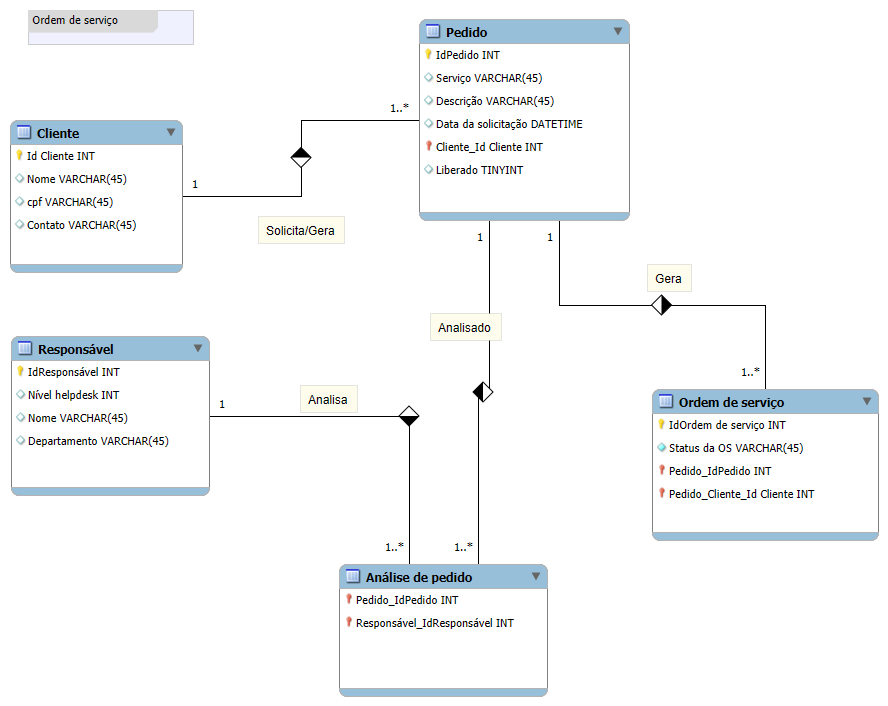 Ordem de serviço
Pedido
IdPedido INT
Serviço VARCHAR(45)
Descrição VARCHAR(45)
Data da solicitação DATETIME
Cliente_Id Cliente INT
Liberado TINYINT
1..*
Cliente
Id Cliente INT
Nome VARCHAR(45)
cpf VARCHAR(45)
Contato VARCHAR(45)
1
Solicita/Gera
1
1
Gera
Analisado
1..*
Responsável
IdResponsável INT
Nível helpdesk INT
Nome VARCHAR(45)
Departamento VARCHAR(45)
1
Analisa
Ordem de serviço
IdOrdem de serviço INT
Status da OS VARCHAR(45)
Pedido_IdPedido INT
Pedido_Cliente_Id Cliente INT
1..*
1..*
Análise de pedido
Pedido_IdPedido INT
Responsável_IdResponsável INT